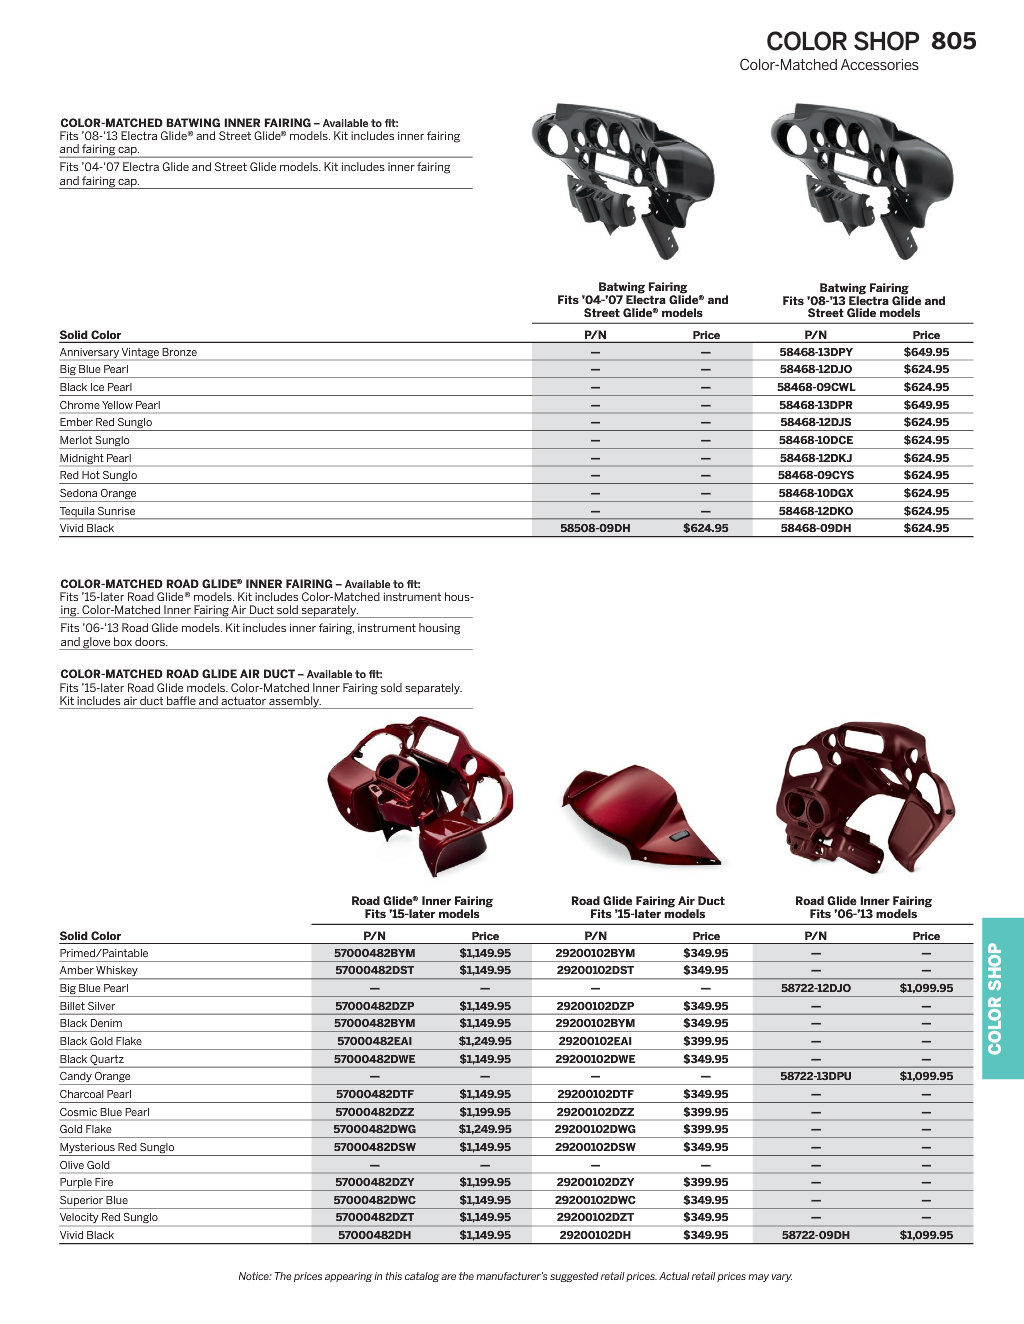 COLOR SHOP 805
Color-Matched Accessories
COLOR-MATCHED BATWING INNER FAIRING – Available to fit:
Fits ’08-’13 Electra Glide® and Street Glide® models. Kit includes inner fairing
and fairing cap.
Fits ’04-’07 Electra Glide and Street Glide models. Kit includes inner fairing
and fairing cap.
Batwing Fairing
Fits ’04-’07 Electra Glide® and
Street Glide® models
Batwing Fairing
Fits ’08-’13 Electra Glide and
Street Glide models
Solid Color P/N Price P/N Price
Anniversary Vintage Bronze — — 58468-13DPY $649.95
Big Blue Pearl — — 58468-12DJO $624.95
Black Ice Pearl — — 58468-09CWL $624.95
Chrome Yellow Pearl — — 58468-13DPR $649.95
Ember Red Sunglo — — 58468-12DJS $624.95
Merlot Sunglo — — 58468-10DCE $624.95
Midnight Pearl — — 58468-12DKJ $624.95
Red Hot Sunglo — — 58468-09CYS $624.95
Sedona Orange — — 58468-10DGX $624.95
Tequila Sunrise — — 58468-12DKO $624.95
Vivid Black 58508-09DH $624.95 58468-09DH $624.95
COLOR-MATCHED ROAD GLIDE® INNER FAIRING – Available to fit:
Fits ’15-later Road Glide® models. Kit includes Color-Matched instrument hous-
ing. Color-Matched Inner Fairing Air Duct sold separately.
Fits ’06-’13 Road Glide models. Kit includes inner fairing, instrument housing
and glove box doors.
COLOR-MATCHED ROAD GLIDE AIR DUCT – Available to fit:
Fits ’15-later Road Glide models. Color-Matched Inner Fairing sold separately.
Kit includes air duct baffle and actuator assembly.
Road Glide® Inner Fairing
Fits ’15-later models
Road Glide Fairing Air Duct
Fits ’15-later models
Road Glide Inner Fairing
Fits ’06-’13 models
Solid Color P/N Price P/N Price P/N Price
Primed/Paintable 57000482BYM $1,149.95 29200102BYM $349.95 — —
Amber Whiskey 57000482DST $1,149.95 29200102DST $349.95 — —
Big Blue Pearl — — — — 58722-12DJO $1,099.95
Billet Silver 57000482DZP $1,149.95 29200102DZP $349.95 — —
Black Denim 57000482BYM $1,149.95 29200102BYM $349.95 — —
Black Gold Flake 57000482EAI $1,249.95 29200102EAI $399.95 — —
Black Quartz 57000482DWE $1,149.95 29200102DWE $349.95 — —
Candy Orange — — — — 58722-13DPU $1,099.95
Charcoal Pearl 57000482DTF $1,149.95 29200102DTF $349.95 — —
Cosmic Blue Pearl 57000482DZZ $1,199.95 29200102DZZ $399.95 — —
Gold Flake 57000482DWG $1,249.95 29200102DWG $399.95 — —
Mysterious Red Sunglo 57000482DSW $1,149.95 29200102DSW $349.95 — —
Olive Gold — — — — — —
Purple Fire 57000482DZY $1,199.95 29200102DZY $399.95 — —
Superior Blue 57000482DWC $1,149.95 29200102DWC $349.95 — —
Velocity Red Sunglo 57000482DZT $1,149.95 29200102DZT $349.95 — —
Vivid Black 57000482DH $1,149.95 29200102DH $349.95 58722-09DH $1,099.95
COLOR SHOP
Notice: The prices appearing in this catalog are the manufacturer’s suggested retail prices. Actual retail prices may vary.